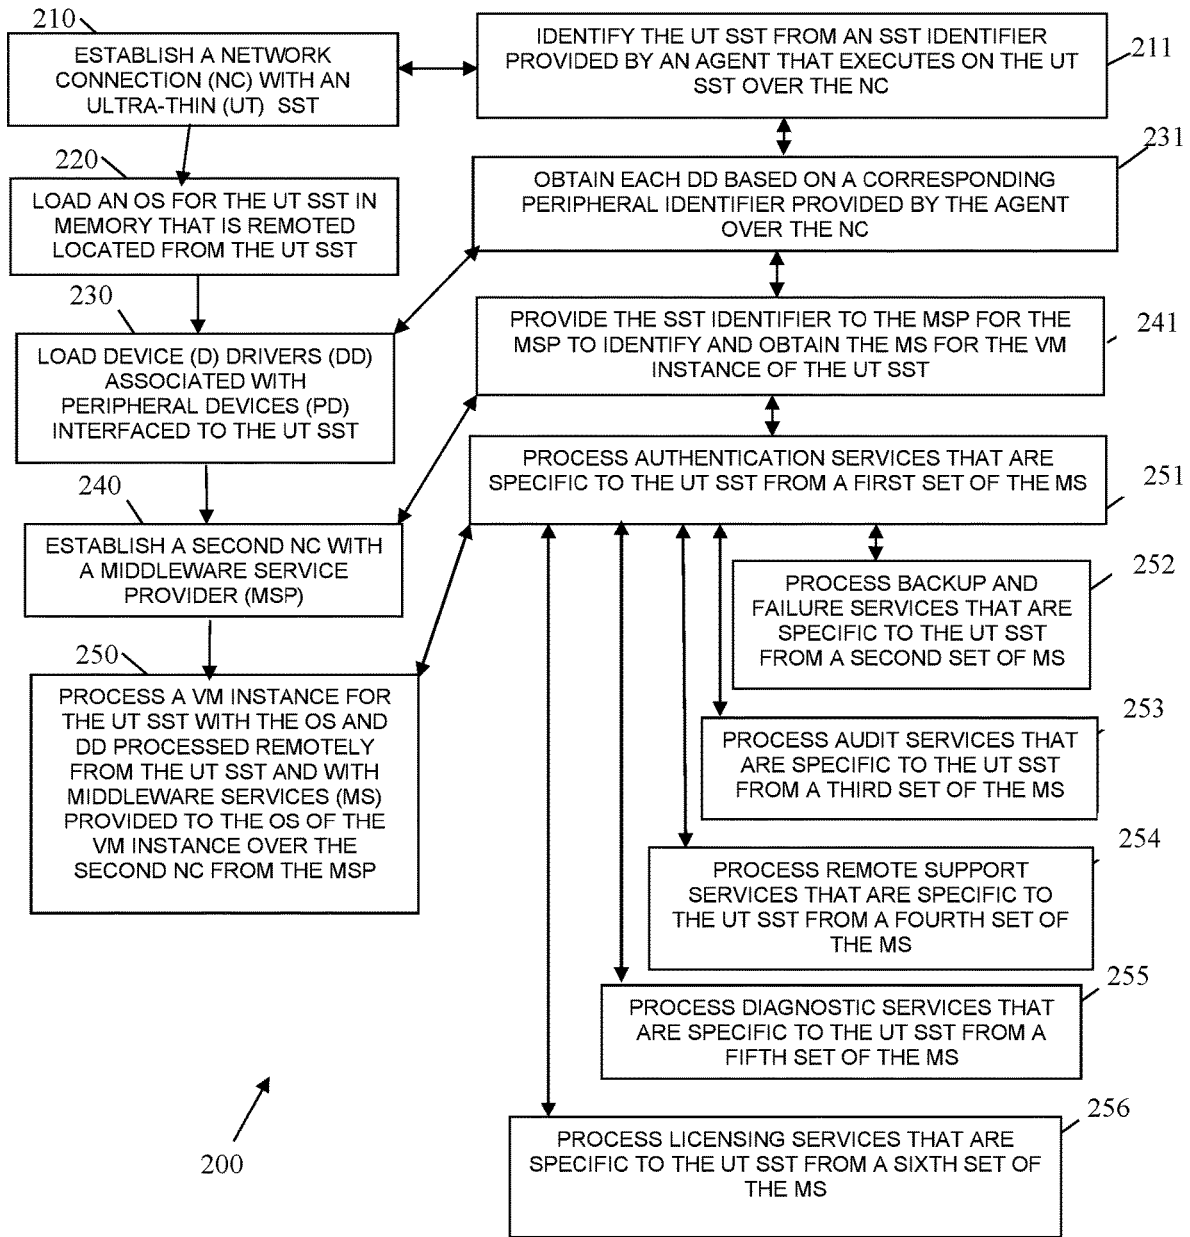 210
ESTABLISH A NETWORK
CONNECTION (NC) WITH AN
ULTRA-THIN (UT) SST
220
LOAD AN OS FOR THE UT SST IN
MEMORY THAT IS REMOTED
LOCATED FROM THE UT SST
230
LOAD DEVICE (D) DRIVERS (DD)
ASSOCIATED WITH
PERIPHERAL DEVICES (PD)
INTERFACED TO THE UT SST
240
ESTABLISH A SECOND NC WITH
A MIDDLEWARE SERVICE
PROVIDER (MSP)
250
PROCESS A VM INSTANCE FOR
THE UT SST WITH THE OS AND
DD PROCESSED REMOTELY
FROM THE UT SST AND WITH
MIDDLEWARE SERVICES (MS)
PROVIDED TO THE OS OF THE
VM INSTANCE OVER THE
SECOND NC FROM THE MSP
200
IDENTIFY THE UT SST FROM AN SST IDENTIFIER
PROVIDED BY AN AGENT THAT EXECUTES ON THE UT
SST OVER THE NC
211
231
OBTAIN EACH DD BASED ON A CORRESPONDING
PERIPHERAL IDENTIFIER PROVIDED BY THE AGENT
OVER THE NC
PROVIDE THE SST IDENTIFIER TO THE MSP FOR THE
MSP TO IDENTIFY AND OBTAIN THE MS FOR THE VM
INSTANCE OF THE UT SST
241
PROCESS AUTHENTICATION SERVICES THAT ARE
SPECIFIC TO THE UT SST FROM A FIRST SET OF THE MS
251
252
PROCESS BACKUP AND
FAILURE SERVICES THAT ARE
SPECIFIC TO THE UT SST
FROM A SECOND SET OF MS
253
PROCESS AUDIT SERVICES THAT
ARE SPECIFIC TO THE UT SST
FROM A THIRD SET OF THE MS
254
PROCESS REMOTE SUPPORT
SERVICES THAT ARE SPECIFIC TO
THE UT SST FROM A FOURTH SET OF
THE MS
255
PROCESS DIAGNOSTIC SERVICES THAT
ARE SPECIFIC TO THE UT SST FROM A
FIFTH SET OF THE MS
256
PROCESS LICENSING SERVICES THAT ARE
SPECIFIC TO THE UT SST FROM A SIXTH SET OF
THE MS